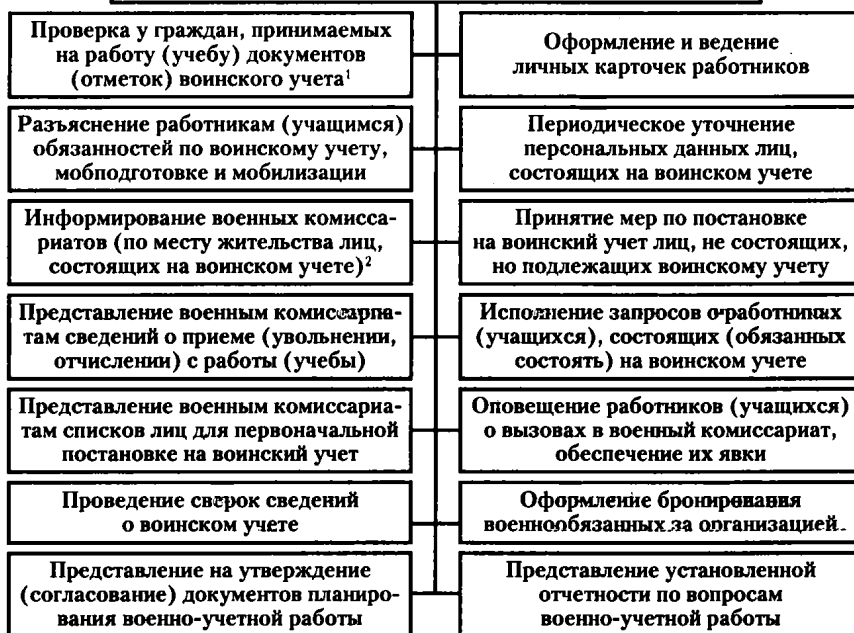 Проверка у граждан, принимаемых
на работу (учебу) документов
(отметок) воинского учета¹
Оформление и ведение
личных карточек работников
Разъяснение работникам (учащимся)
обязанностей по воинскому учету,
мобподготовке и мобилизации
Периодическое уточнение
персональных данных лиц,
состоящих на воинском учете
Информирование военных комисса-
риатов (по месту жительства лиц,
состоящих на воинском учете)²
Принятие мер по постановке
на воинский учет лиц, не состоящих,
но подлежащих воинскому учету
Представление военным комиссариа-
там сведений о приеме (увольнении,
отчислении) с работы (учебы)
Исполнение запросов о работниках
(учащихся), состоящих (обязанных
состоять) на воинском учете
Представление военным комиссариа-
там списков лиц для первоначальной
постановке на воинский учет
Оповещение работников (учащихся)
о вызовах в военный комиссариат,
обеспечение их явки
Проведение сверок сведений
о воинском учете
Оформление бронирования
военнообязанных за организацией
Представление на утверждение
(согласование) документов планиро-
вания военно-учетной работы
Представление установленной
отчетности по вопросам
военно-учетной работы